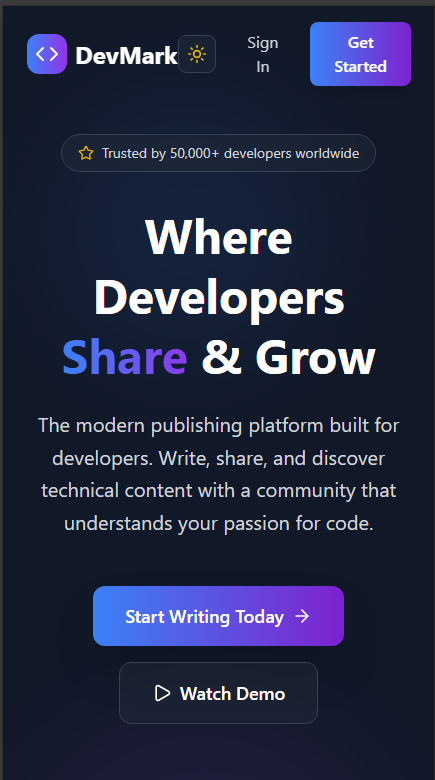 DevMark
Sign
In
Get
Started
Trusted by 50,000+ developers worldwide
Where
Developers
Share & Grow
The modern publishing platform built for
developers. Write, share, and discover
technical content with a community that
understands your passion for code.
Start Writing Today
Watch Demo